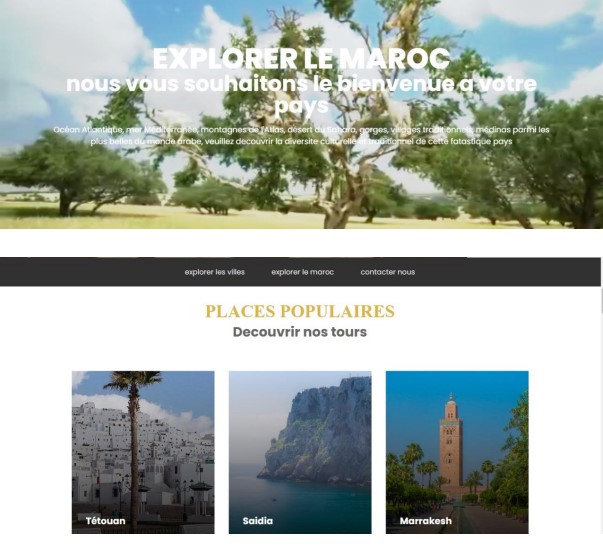 EXPLORER LE MAROC
nous vous souhaitons le bienvenue a votre
pays
Océan Atlantique, mer Méditerranée, montagnes de l'Atlas, désert du Sahara, gorges, villages traditionnels, médinas parmi les
plus belles du monde arabe, veuillez decouvrir la diversite culturelle et traditionnel de cette fatastique pays
explorer les villes explorer le maroc contacter nous
PLACES POPULAIRES
Decouvrir nos tours
Tétouan Saidia Marrakesh